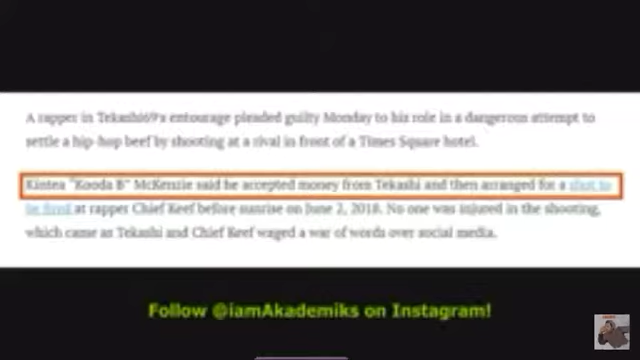 A rapper in Tekashi69's entourage pleaded guilty Monday to his role in a dangerous attempt to
settle a hip-hop beef by shooting at a rival in front of a Times Square hotel.
Kintea "Kooda B" McKenzie said he accepted money from Tekashi and then arranged for a shot to
be fired at rapper Chief Keef before sunrise on June 2, 2018. No one was injured in the shooting,
which came as Tekashi and Chief Keef waged a war of words over social media.
Follow @iamAkademiks on Instagram!